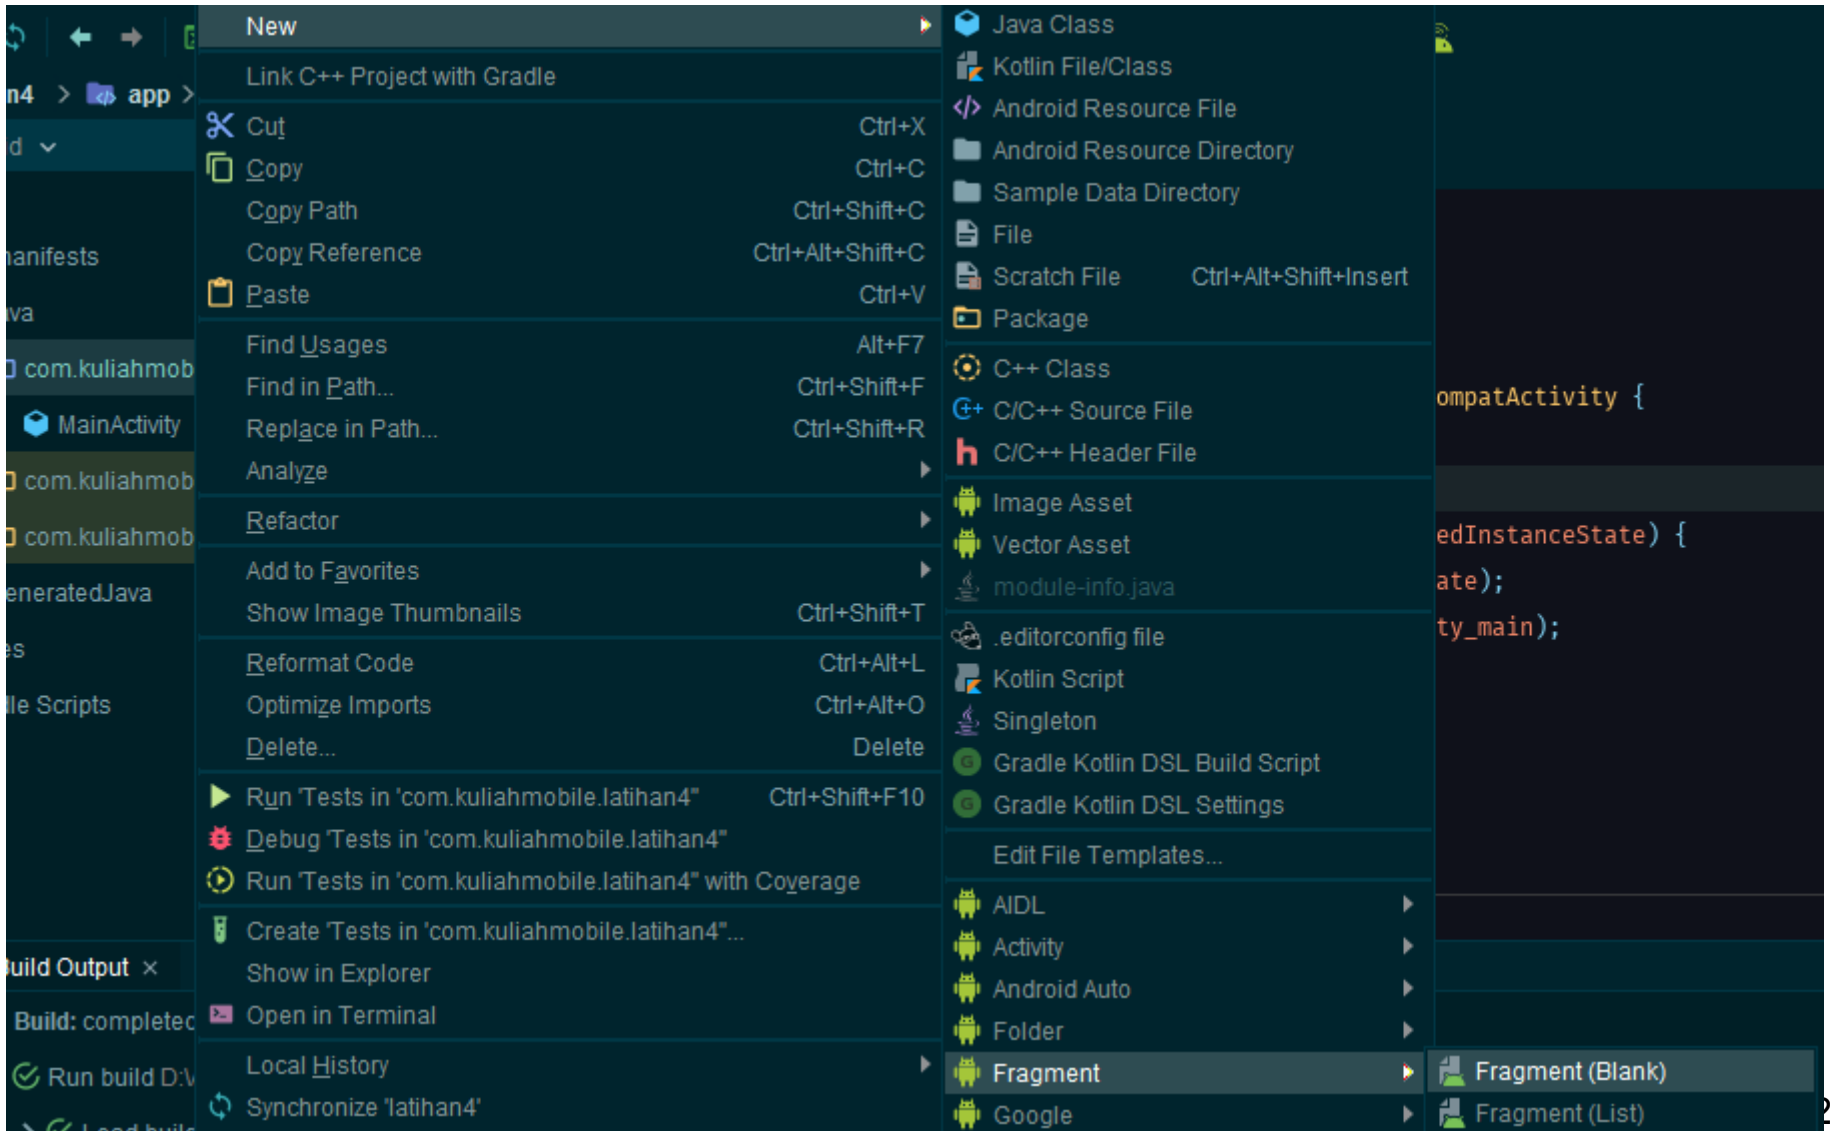 New
Link C++ Project with Gradle
Cut Ctrl+X
Copy Ctrl+C
Copy Path Ctrl+Shift+C
Copy Reference Ctrl+Alt+Shift+C
Paste Ctrl+V
Find Usages Alt+F7
Find in Path... Ctrl+Shift+F
Replace in Path... Ctrl+Shift+R
Analyze
Refactor
Add to Favorites
Show Image Thumbnails Ctrl+Shift+T
Reformat Code Ctrl+Alt+L
Optimize Imports Ctrl+Alt+O
Delete... Delete
Run 'Tests in 'com.kuliahmobile.latihan4'' Ctrl+Shift+F10
Debug 'Tests in 'com.kuliahmobile.latihan4''
Run 'Tests in 'com.kuliahmobile.latihan4'' with Coverage
Create 'Tests in 'com.kuliahmobile.latihan4''...
Show in Explorer
Open in Terminal
Local History
Synchronize 'latihan4'
Java Class
Kotlin File/Class
Android Resource File
Android Resource Directory
Sample Data Directory
File
Scratch File Ctrl+Alt+Shift+Insert
Package
C++ Class
C/C++ Source File
C/C++ Header File
Image Asset
Vector Asset
module-info.java
.editorconfig file
Kotlin Script
Singleton
Gradle Kotlin DSL Build Script
Gradle Kotlin DSL Settings
Edit File Templates...
AIDL
Activity
Android Auto
Folder
Fragment
Google
Fragment (Blank)
Fragment (List)
n4 > app >
d
anifests
va
com.kuliahmob
MainActivity
com.kuliahmob
com.kuliahmob
eneratedJava
es
dle Scripts
uild Output ×
Build: completed
Run build D:\
ompatActivity {
edInstanceState) {
ate);
ty_main);
2